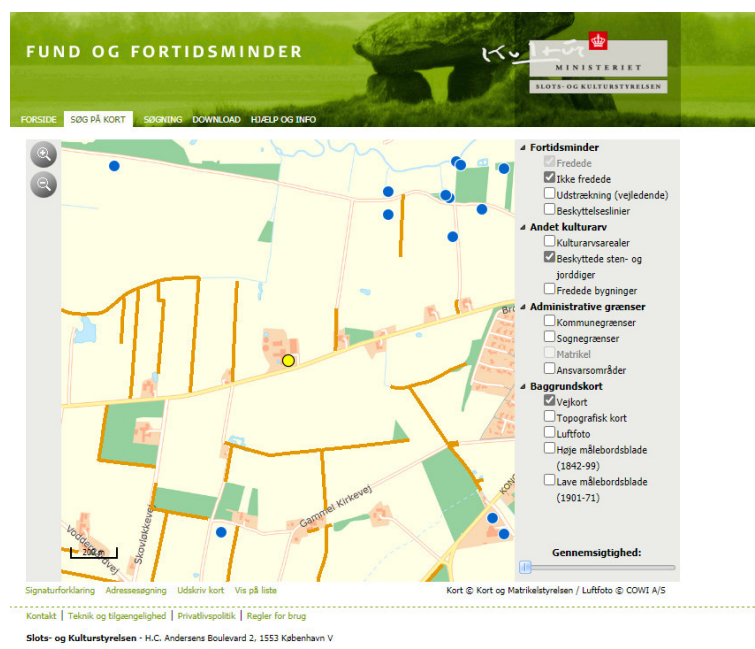 FUND OG FORTIDSMINDER
Kultur
MINISTERIET
SLOTS- OG KULTURSTYRELSEN
FORSIDE SØG PÅ KORT SØGNING DOWNLOAD HJÆLP OG INFO
Fortidsminder
Fredede
Ikke fredede
Udstrækning (vejledende)
Beskyttelseslinier
Andet kulturarv
Kulturarvsarealer
Beskyttede sten- og
jorddiger
Fredede bygninger
Administrative grænser
Kommunegrænser
Sognegrænser
Matrikel
Ansvarsområder
Baggrundskort
Vejkort
Topografisk kort
Luftfoto
Høje målebordsblade
(1842-99)
Lave målebordsblade
(1901-71)
Gennemsigtighed:
Bro
KONG
Gammel Kirkevej
Skovløkkevej
200 m
Signaturforklaring Adressesøgning Udskriv kort Vis på liste
Kort © Kort og Matrikelstyrelsen / Luftfoto © COWI A/S
Kontakt | Teknik og tilgængelighed | Privatlivspolitik | Regler for brug
Slots- og Kulturstyrelsen - H.C. Andersens Boulevard 2, 1553 København V